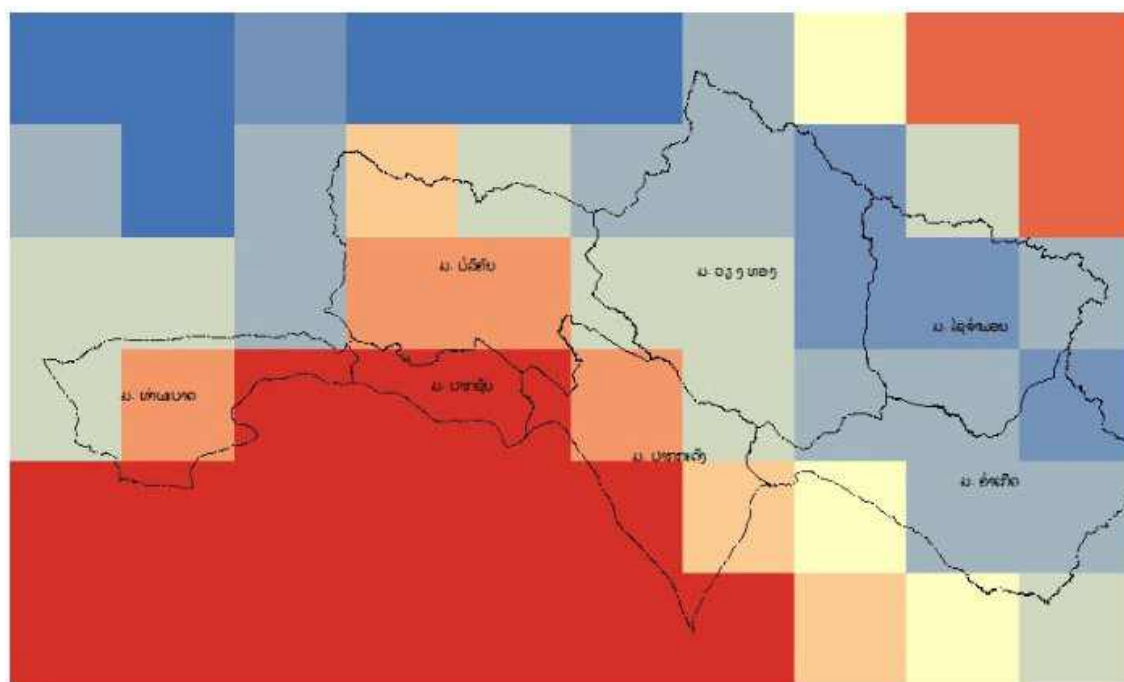 ມ. ບໍລິຄັນ
ມ. ວຽງທອງ
ມ. ໄຊຈຳພອນ
ມ. ທ່າພະບາດ
ມ. ປາກຊັນ
ມ. ປາກກະດິງ
ມ. ຄຳເກີດ